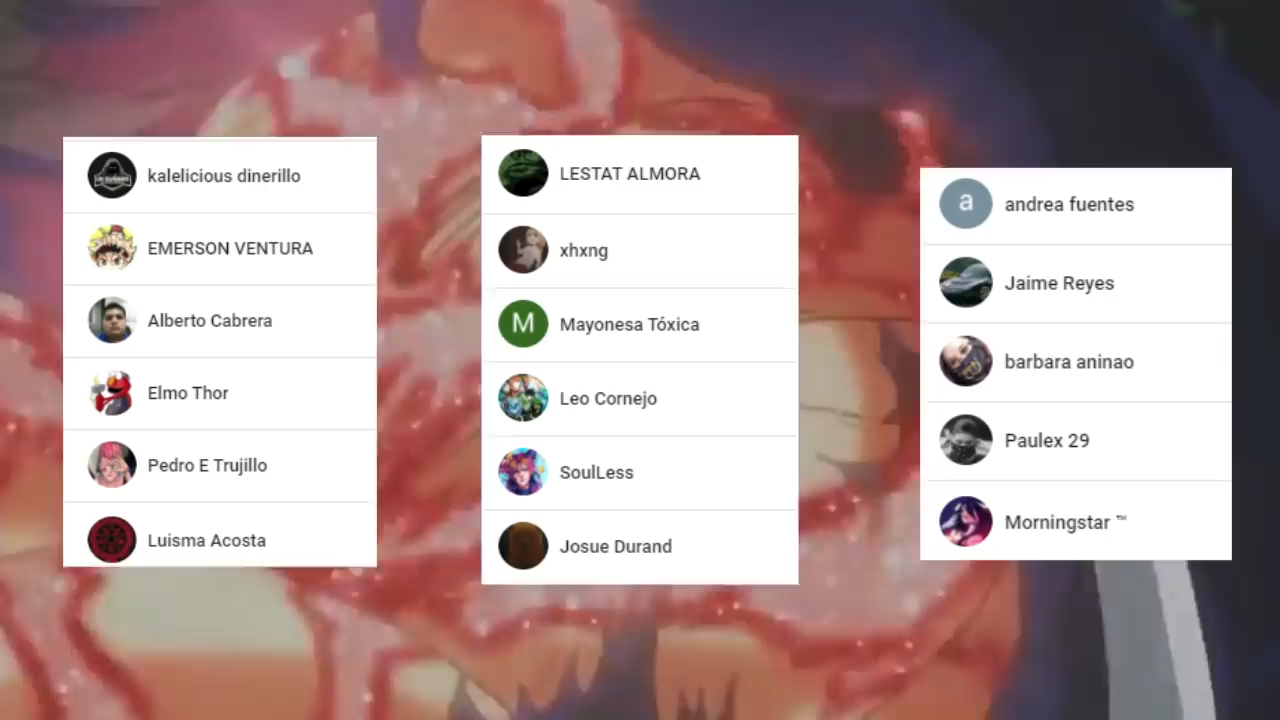 kalelicious dinerillo
EMERSON VENTURA
Alberto Cabrera
Elmo Thor
Pedro E Trujillo
Luisma Acosta
LESTAT ALMORA
xhxng
M
Mayonesa Tóxica
Leo Cornejo
SoulLess
Josue Durand
a
andrea fuentes
Jaime Reyes
barbara aninao
Paulex 29
Morningstar ™